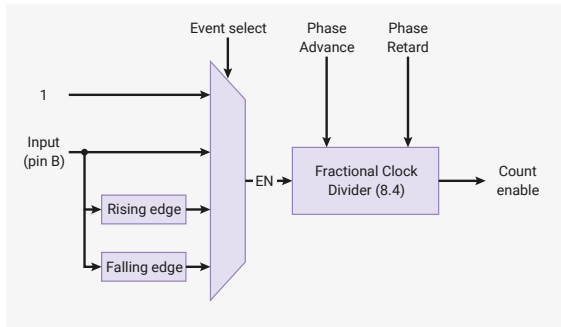 Event select
Phase
Advance
Phase
Retard
1
Input
(pin B)
EN
Fractional Clock
Divider (8.4)
Count
enable
Rising edge
Falling edge